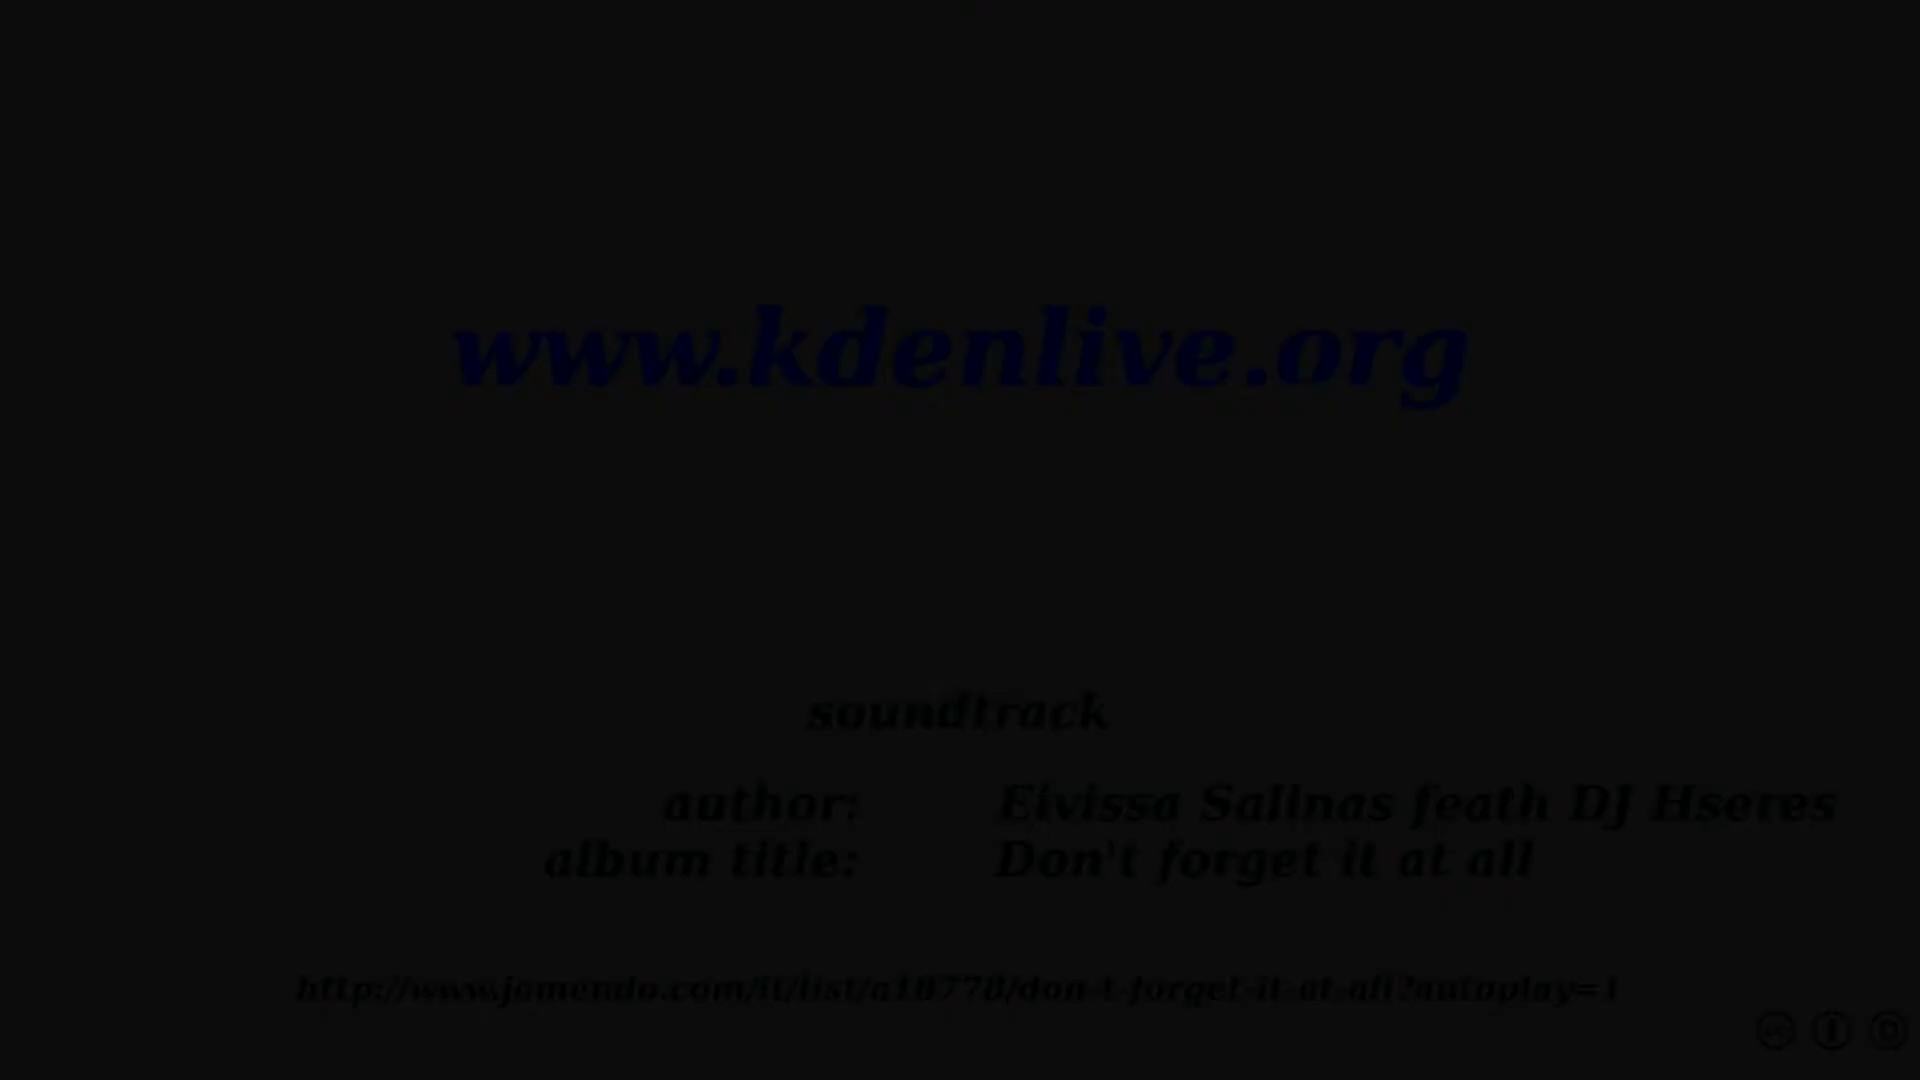 www.kdenlive.org
soundtrack
author: Eivissa Salinas feath DJ Hseres
album title: Don't forget it at all
http://www.jamendo.com/it/list/a18778/don-t-forget-it-at-all?autoplay=1